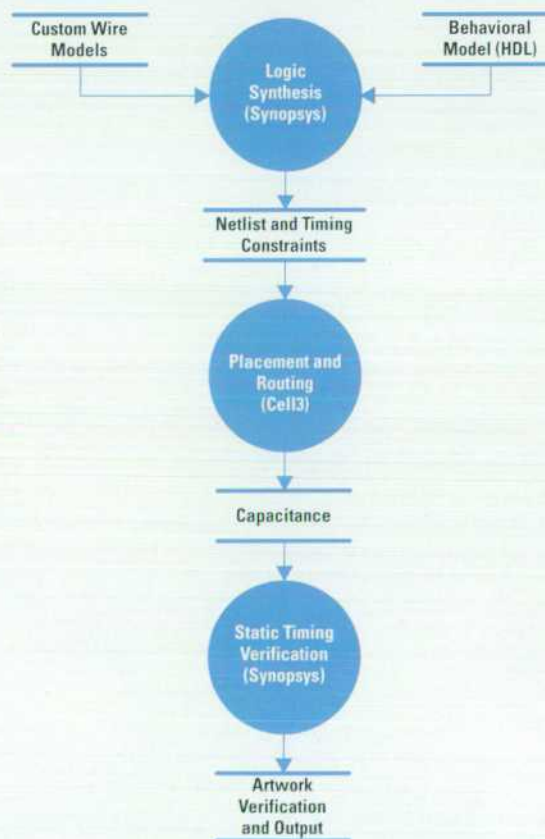 Custom Wire
Models
Behavioral
Model (HDL)
Logic
Synthesis
(Synopsys)
Netlist and Timing
Constraints
Placement and
Routing
(Cell3)
Capacitance
Static Timing
Verification
(Synopsys)
Artwork
Verification
and Output